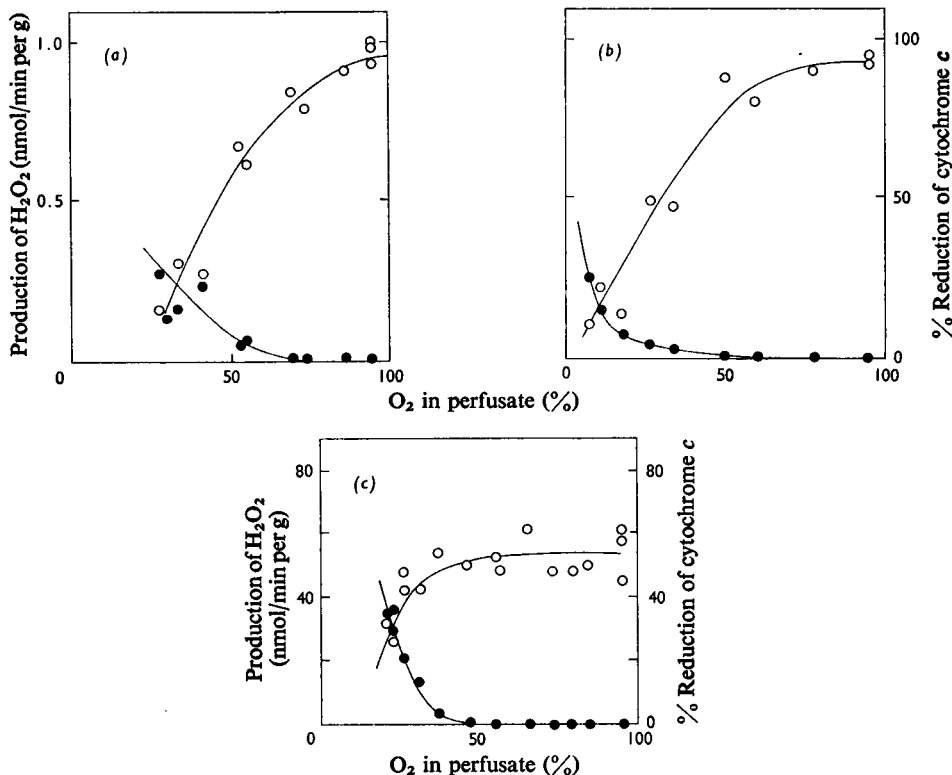 (a)
1.0
0.5
0
Production of H₂O₂ (nmol/min per g)
0 50 100
(b)
100
50
0
% Reduction of cytochrome c
0 50 100
O₂ in perfusate (%)
(c)
80
40
0
Production of H₂O₂
(nmol/min per g)
80
40
0
% Reduction of cytochrome c
0 50 100
O₂ in perfusate (%)